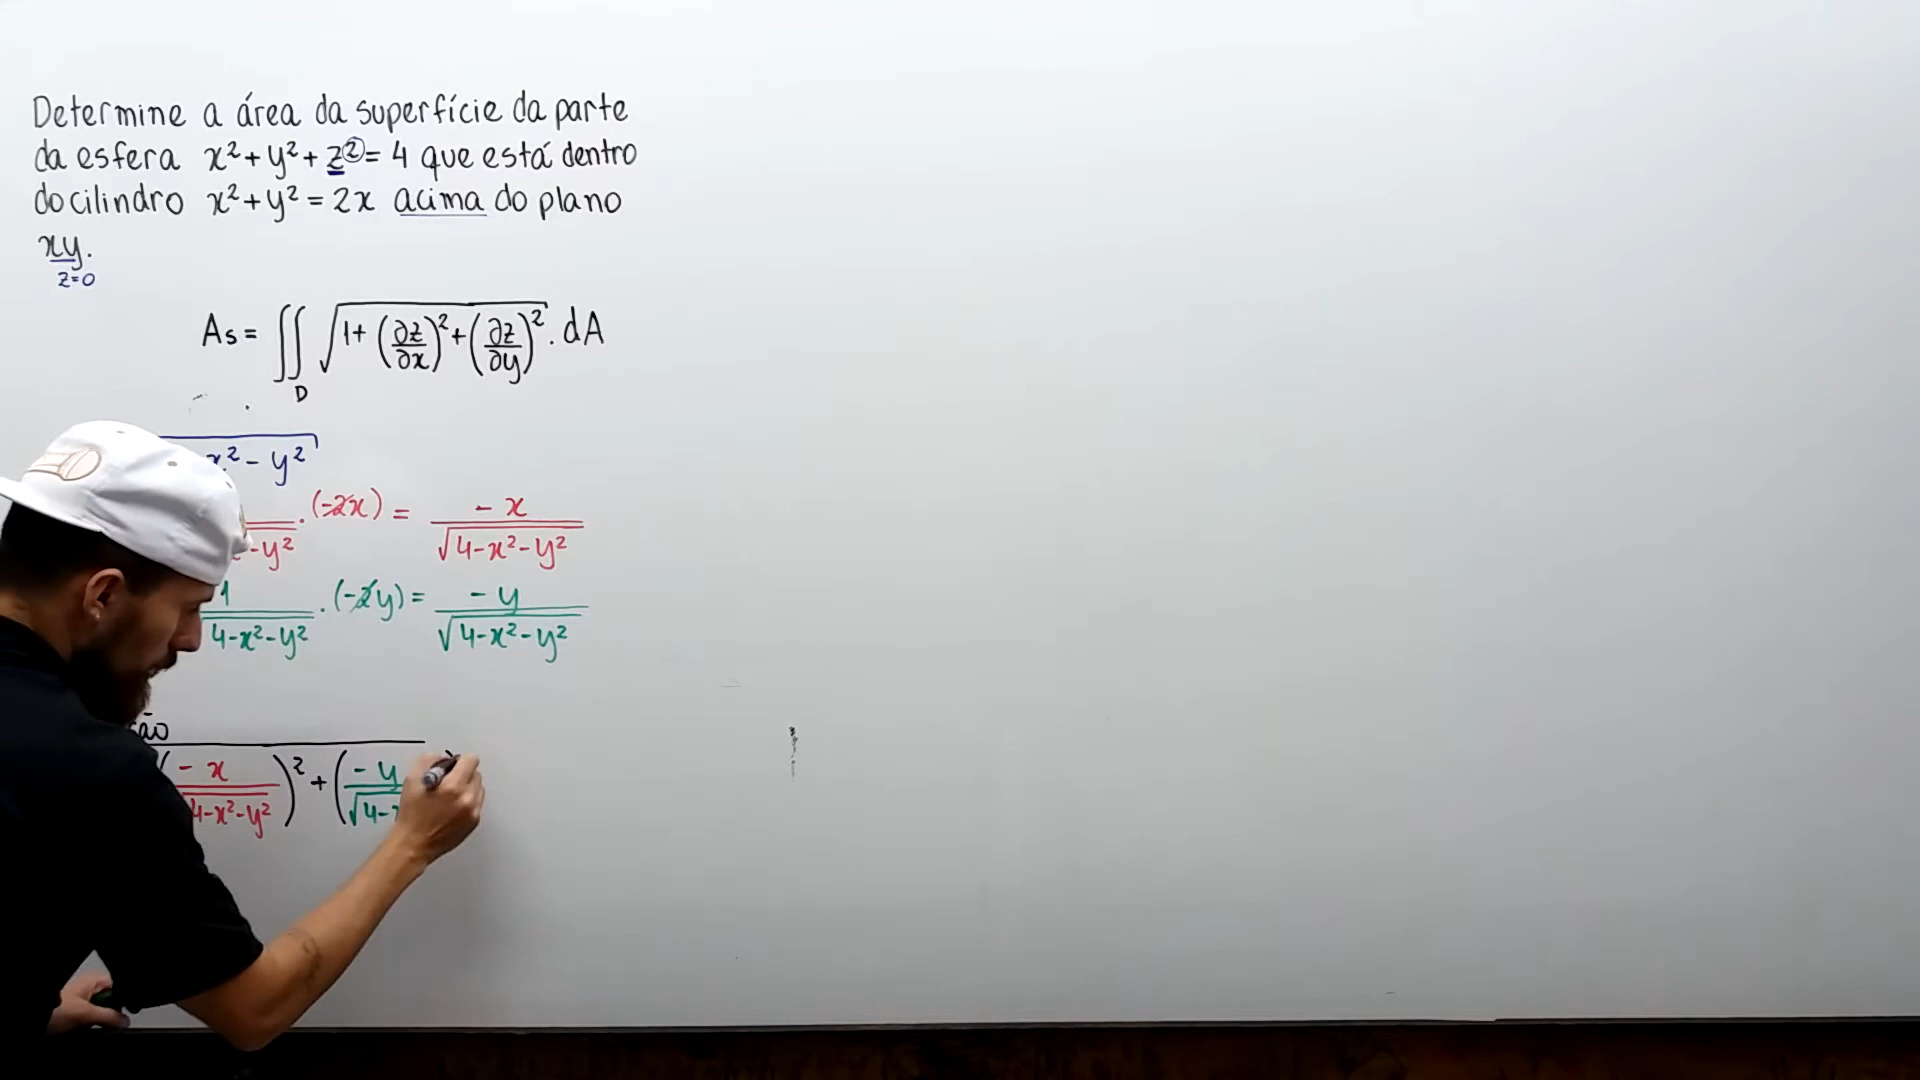 Determine a área da superfície da parte
da esfera x²+y²+z²=4 que está dentro
do cilindro x²+y²=2x acima do plano
xy.
z=0
As = ∬_D √(1+(∂z/∂x)²+(∂z/∂y)²) . dA
x² - y²
-y² . (-2x) = -x/√(4-x²-y²)
1/4-x²-y² . (-2y) = -y/√(4-x²-y²)
são
(-x/√4-x²-y²)² + (-y/√4-